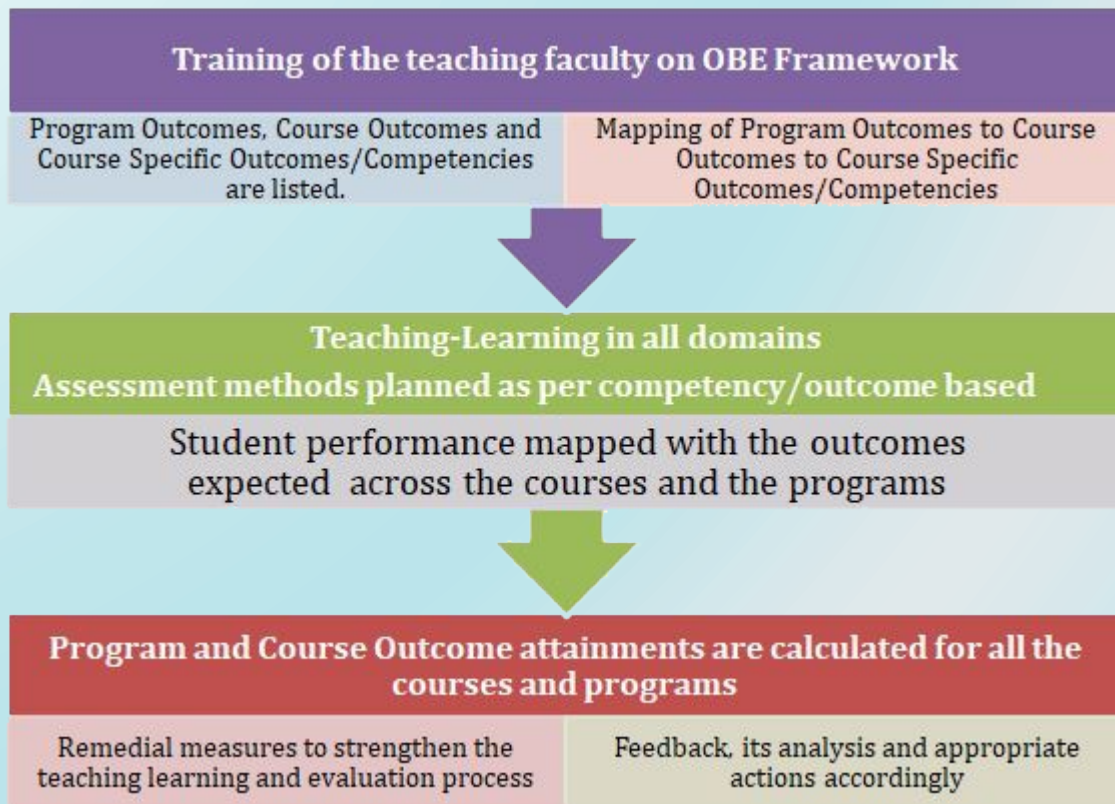 Training of the teaching faculty on OBE Framework
Program Outcomes, Course Outcomes and
Course Specific Outcomes/Competencies
are listed.
Mapping of Program Outcomes to Course
Outcomes to Course Specific
Outcomes/Competencies
Teaching-Learning in all domains
Assessment methods planned as per competency/outcome based
Student performance mapped with the outcomes
expected across the courses and the programs
Program and Course Outcome attainments are calculated for all the
courses and programs
Remedial measures to strengthen the
teaching learning and evaluation process
Feedback, its analysis and appropriate
actions accordingly